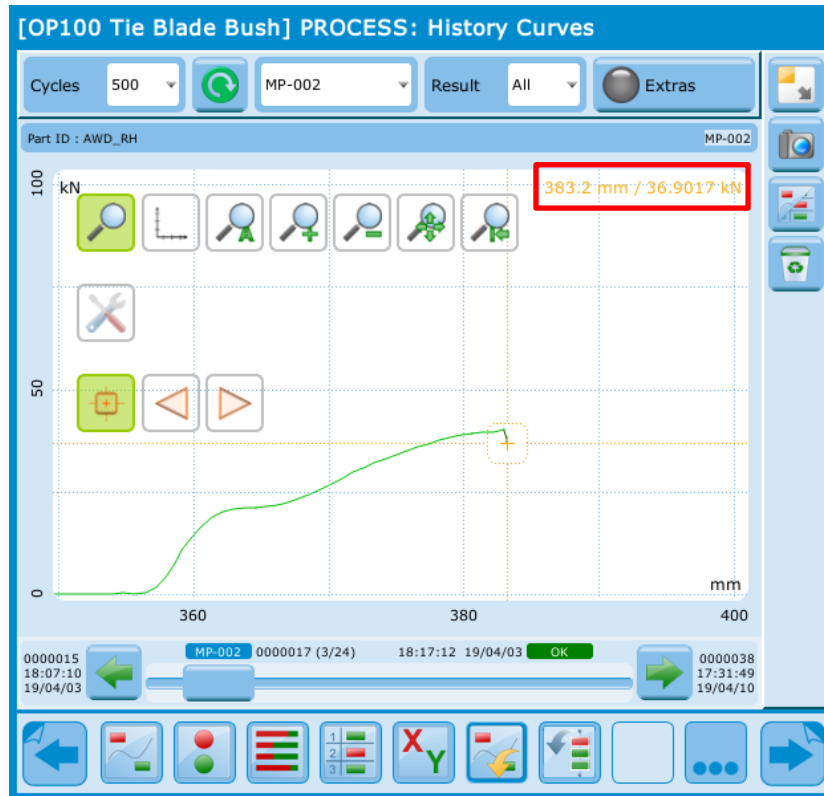 [OP100 Tie Blade Bush] PROCESS: History Curves
Cycles 500 MP-002 Result All Extras
Part ID : AWD_RH MP-002
100 kN 383.2 mm / 36.9017 kN
A
50
0 mm
360 380 400
0000015 MP-002 0000017 (3/24) 18:17:12 19/04/03 OK 0000038
18:07:10 17:31:49
19/04/03 19/04/10
1
2
3
X
Y